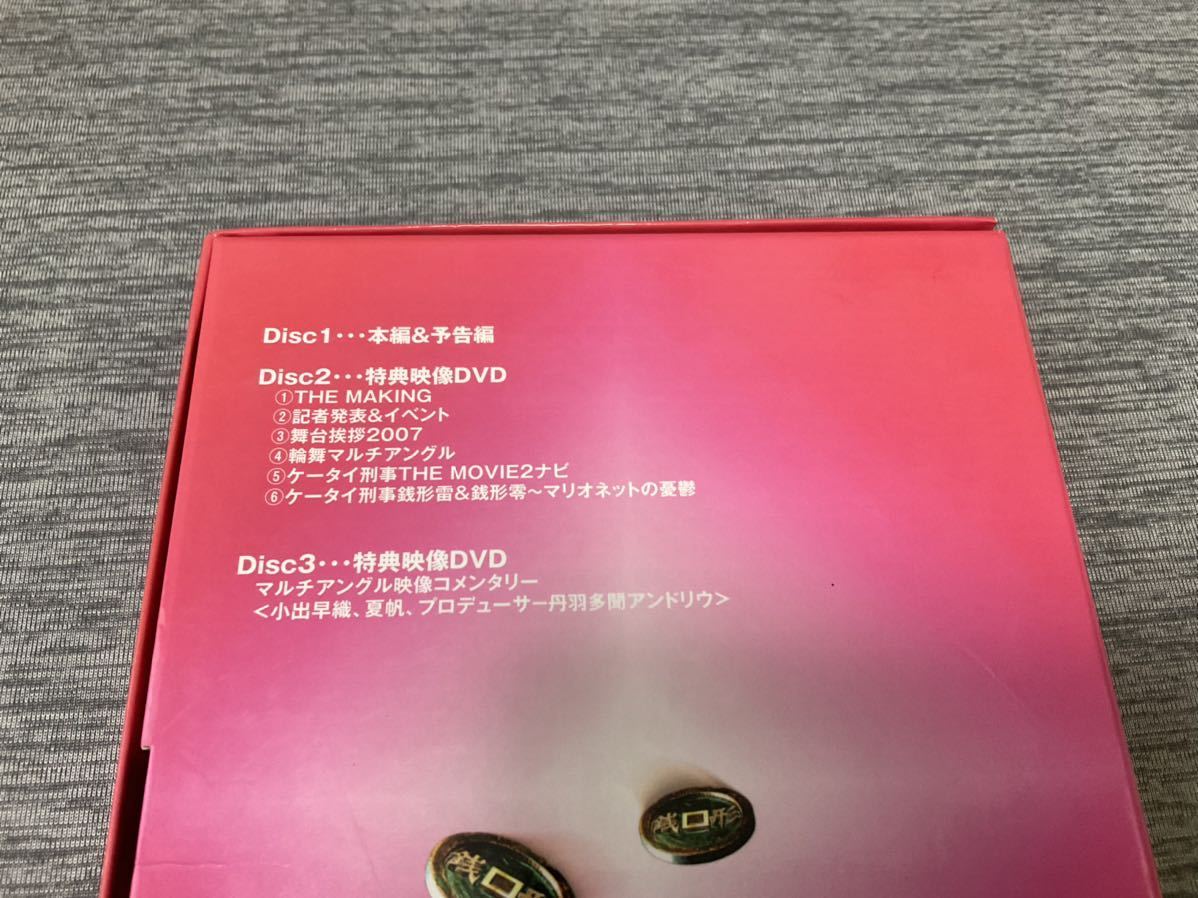 Disc1・・・本編&予告編
Disc2・・・特典映像DVD
①THE MAKING
②記者発表&イベント
③舞台挨拶2007
④輪舞マルチアングル
⑤ケータイ刑事THE MOVIE2ナビ
⑥ケータイ刑事銭形雷&銭形零～マリオネットの憂鬱
Disc3・・・特典映像DVD
マルチアングル映像コメンタリー
＜小出早織、夏帆、プロデューサー丹羽多聞アンドリウ＞
銭形
銭形